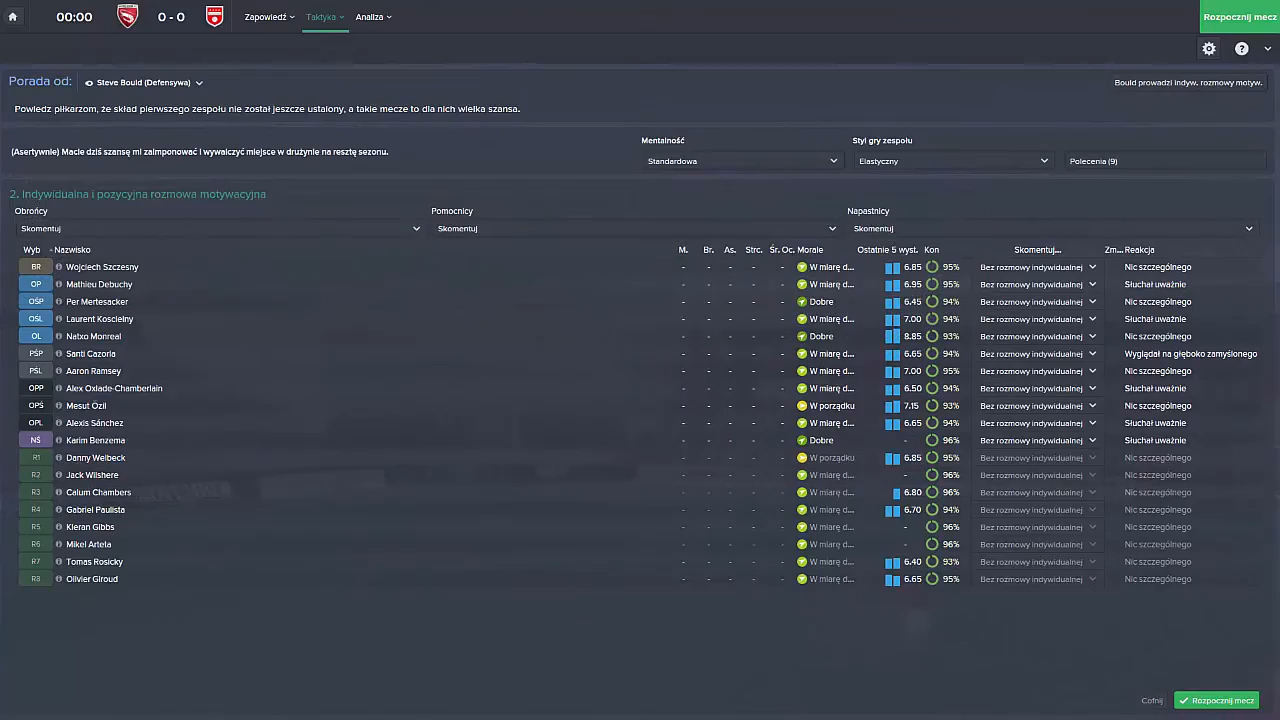 00:00 0 - 0 Zapowiedź Taktyka Analiza Rozpocznij mecz
Porada od: Steve Bould (Defensywa) Bould prowadzi indyw. rozmowy motyw.
Powiedz piłkarzom, że skład pierwszego zespołu nie został jeszcze ustalony, a takie mecze to dla nich wielka szansa.
Mentalność Styl gry zespołu
(Asertywnie) Macie dziś szansę mi zaimponować i wywalczyć miejsce w drużynie na resztę sezonu.
Standardowa Elastyczny Polecenia (9)
2. Indywidualna i pozycyjna rozmowa motywacyjna
Obrońcy Pomocnicy Napastnicy
Skomentuj Skomentuj Skomentuj
Wyb Nazwisko M. Br. As. Strc. Śr. Oc. Morale Ostatnie 5 wyst. Kon Skomentuj... Zm... Reakcja
BR Wojciech Szczesny - - - - - W miarę d... 6.85 95% Bez rozmowy indywidualnej Nic szczególnego
OP Mathieu Debuchy - - - - - W miarę d... 6.95 95% Bez rozmowy indywidualnej Słuchał uważnie
OŚP Per Mertesacker - - - - - Dobre 6.45 94% Bez rozmowy indywidualnej Nic szczególnego
OŚL Laurent Koscielny - - - - - W miarę d... 7.00 94% Bez rozmowy indywidualnej Słuchał uważnie
OL Natxo Monreal - - - - - Dobre 8.85 93% Bez rozmowy indywidualnej Nic szczególnego
PŚP Santi Cazorla - - - - - W miarę d... 6.65 94% Bez rozmowy indywidualnej Wyglądał na głęboko zamyślonego
PŚL Aaron Ramsey - - - - - W miarę d... 7.00 95% Bez rozmowy indywidualnej Nic szczególnego
OPP Alex Oxlade-Chamberlain - - - - - W miarę d... 6.50 94% Bez rozmowy indywidualnej Słuchał uważnie
OPŚ Mesut Özil - - - - - W porządku 7.15 93% Bez rozmowy indywidualnej Nic szczególnego
OPL Alexis Sánchez - - - - - W miarę d... 6.65 94% Bez rozmowy indywidualnej Słuchał uważnie
NŚ Karim Benzema - - - - - Dobre - 96% Bez rozmowy indywidualnej Słuchał uważnie
R1 Danny Welbeck - - - - - W porządku 6.85 95% Bez rozmowy indywidualnej Nic szczególnego
R2 Jack Wilshere - - - - - W miarę d... - 96% Bez rozmowy indywidualnej Nic szczególnego
R3 Calum Chambers - - - - - W miarę d... 6.80 96% Bez rozmowy indywidualnej Nic szczególnego
R4 Gabriel Paulista - - - - - W miarę d... 6.70 94% Bez rozmowy indywidualnej Nic szczególnego
R5 Kieran Gibbs - - - - - W miarę d... - 96% Bez rozmowy indywidualnej Nic szczególnego
R6 Mikel Arteta - - - - - W miarę d... - 96% Bez rozmowy indywidualnej Nic szczególnego
R7 Tomas Rosicky - - - - - W miarę d... 6.40 93% Bez rozmowy indywidualnej Nic szczególnego
R8 Olivier Giroud - - - - - W miarę d... 6.65 95% Bez rozmowy indywidualnej Nic szczególnego
Cofnij Rozpocznij mecz